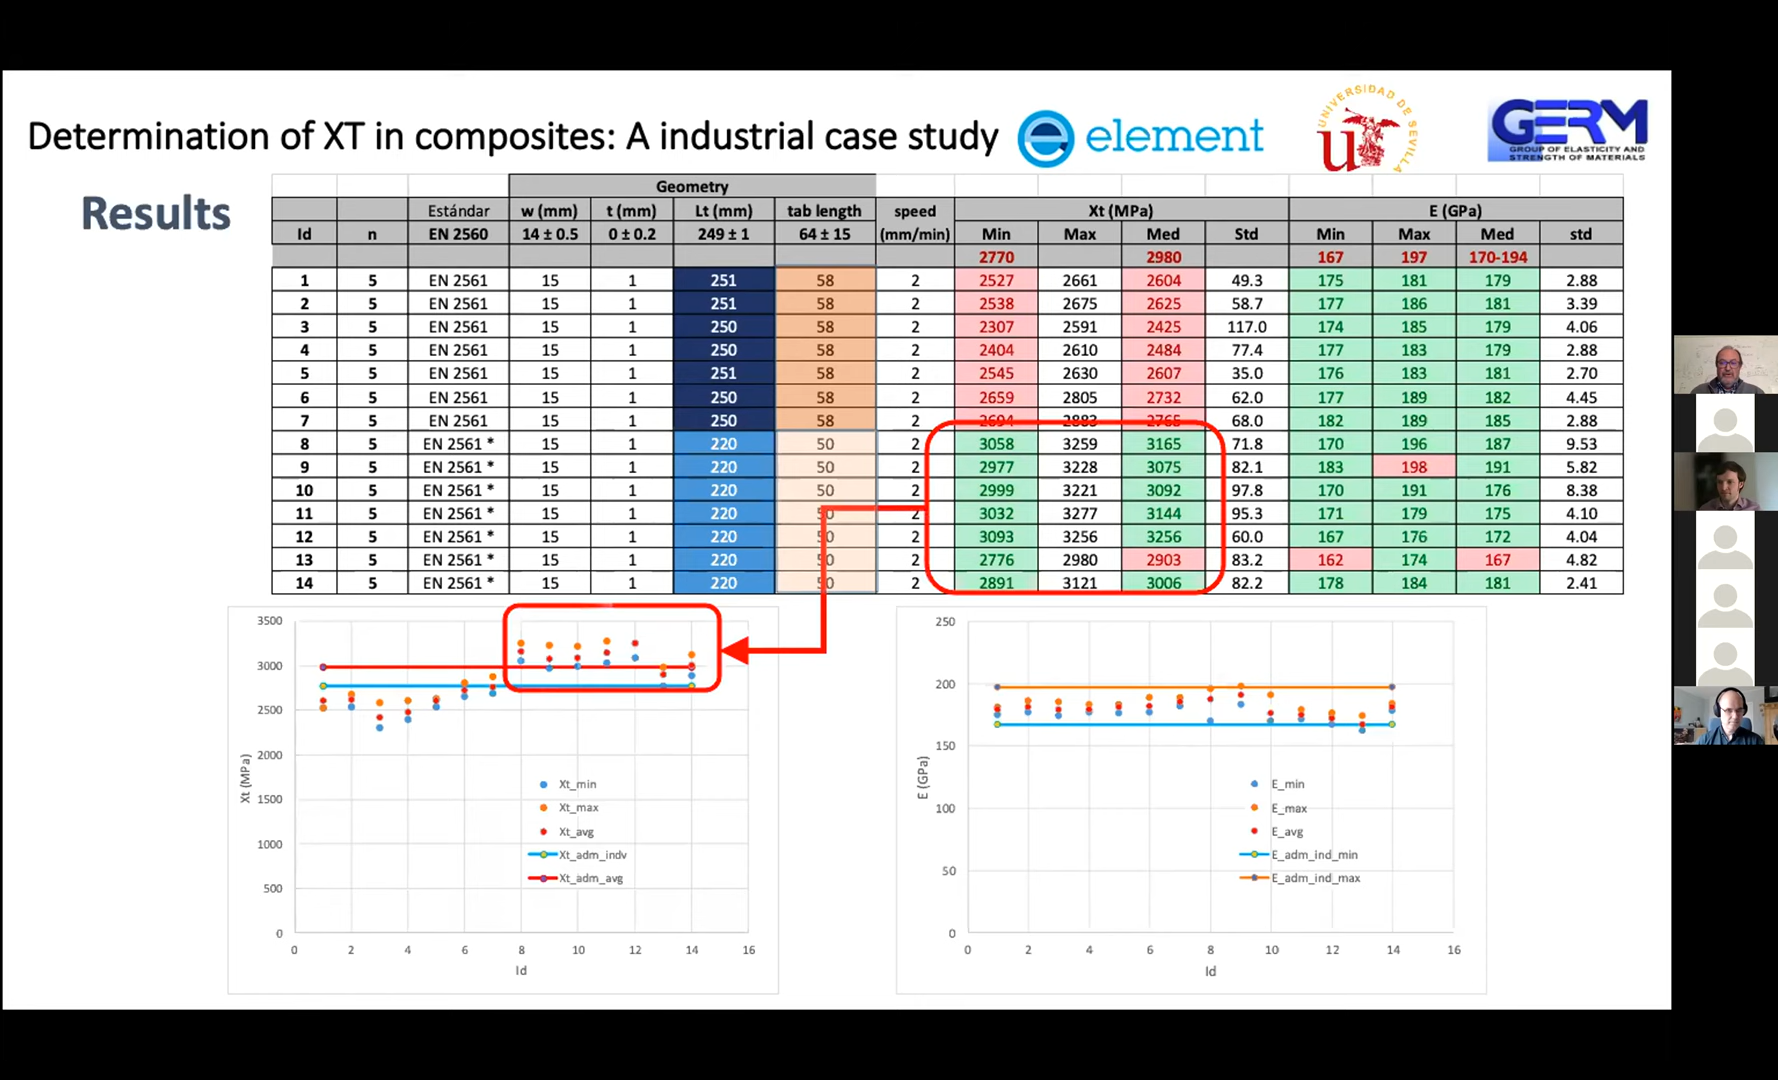 Determination of XT in composites: A industrial case study
element
UNIVERSIDAD DE SEVILLA
GERM
GROUP OF ELASTICITY AND
STRENGTH OF MATERIALS
Results
Geometry
Estándar w (mm) t (mm) Lt (mm) tab length speed Xt (MPa) E (GPa)
Id n EN 2560 14 ± 0.5 0 ± 0.2 249 ± 1 64 ± 15 (mm/min) Min Max Med Std Min Max Med std
2770 2980 167 197 170-194
1 5 EN 2561 15 1 251 58 2 2527 2661 2604 49.3 175 181 179 2.88
2 5 EN 2561 15 1 251 58 2 2538 2675 2625 58.7 177 186 181 3.39
3 5 EN 2561 15 1 250 58 2 2307 2591 2425 117.0 174 185 179 4.06
4 5 EN 2561 15 1 250 58 2 2404 2610 2484 77.4 177 183 179 2.88
5 5 EN 2561 15 1 251 58 2 2545 2630 2607 35.0 176 183 181 2.70
6 5 EN 2561 15 1 250 58 2 2659 2805 2732 62.0 177 189 182 4.45
7 5 EN 2561 15 1 250 58 2 2694 2883 2765 68.0 182 189 185 2.88
8 5 EN 2561 * 15 1 220 50 2 3058 3259 3165 71.8 170 196 187 9.53
9 5 EN 2561 * 15 1 220 50 2 2977 3228 3075 82.1 183 198 191 5.82
10 5 EN 2561 * 15 1 220 50 2 2999 3221 3092 97.8 170 191 176 8.38
11 5 EN 2561 * 15 1 220 50 2 3032 3277 3144 95.3 171 179 175 4.10
12 5 EN 2561 * 15 1 220 50 2 3093 3256 3256 60.0 167 176 172 4.04
13 5 EN 2561 * 15 1 220 50 2 2776 2980 2903 83.2 162 174 167 4.82
14 5 EN 2561 * 15 1 220 50 2 2891 3121 3006 82.2 178 184 181 2.41
3500
3000
2500
2000
1500
1000
500
0
Xt (MPa)
Xt_min
Xt_max
Xt_avg
Xt_adm_indv
Xt_adm_avg
0 2 4 6 8 10 12 14 16
Id
250
200
150
100
50
0
E (GPa)
E_min
E_max
E_avg
E_adm_ind_min
E_adm_ind_max
0 2 4 6 8 10 12 14 16
Id